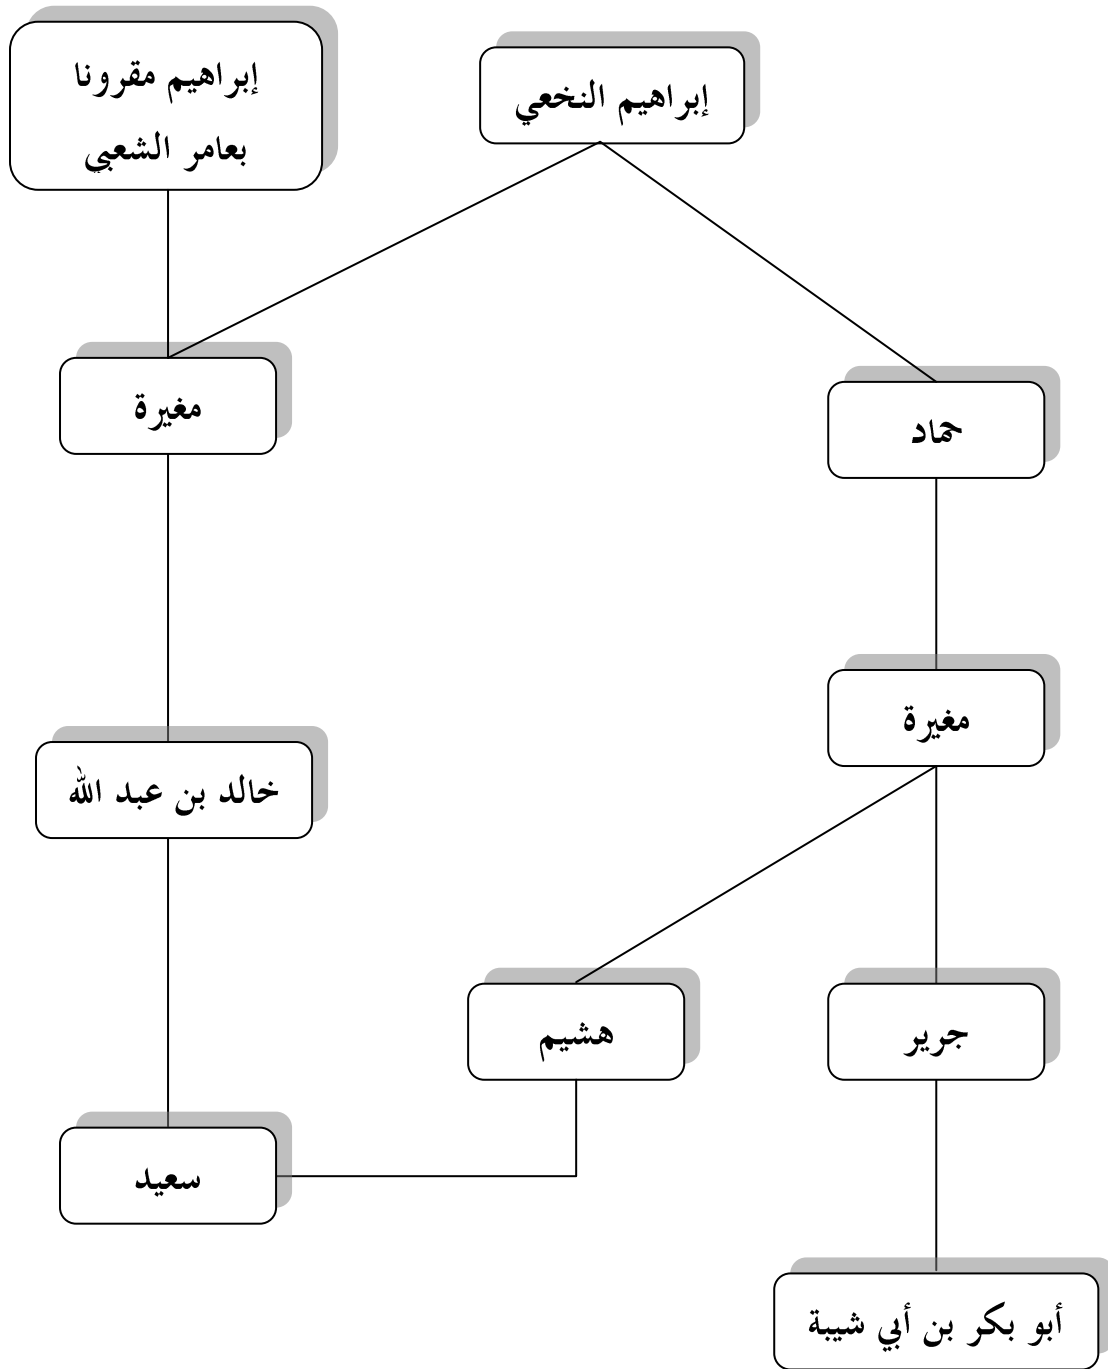 إبراهيم النخعي
إبراهيم مقرونا
بعامر الشعبي
حماد
مغيرة
مغيرة
خالد بن عبد الله
جرير
هشيم
سعيد
أبو بكر بن أبي شيبة